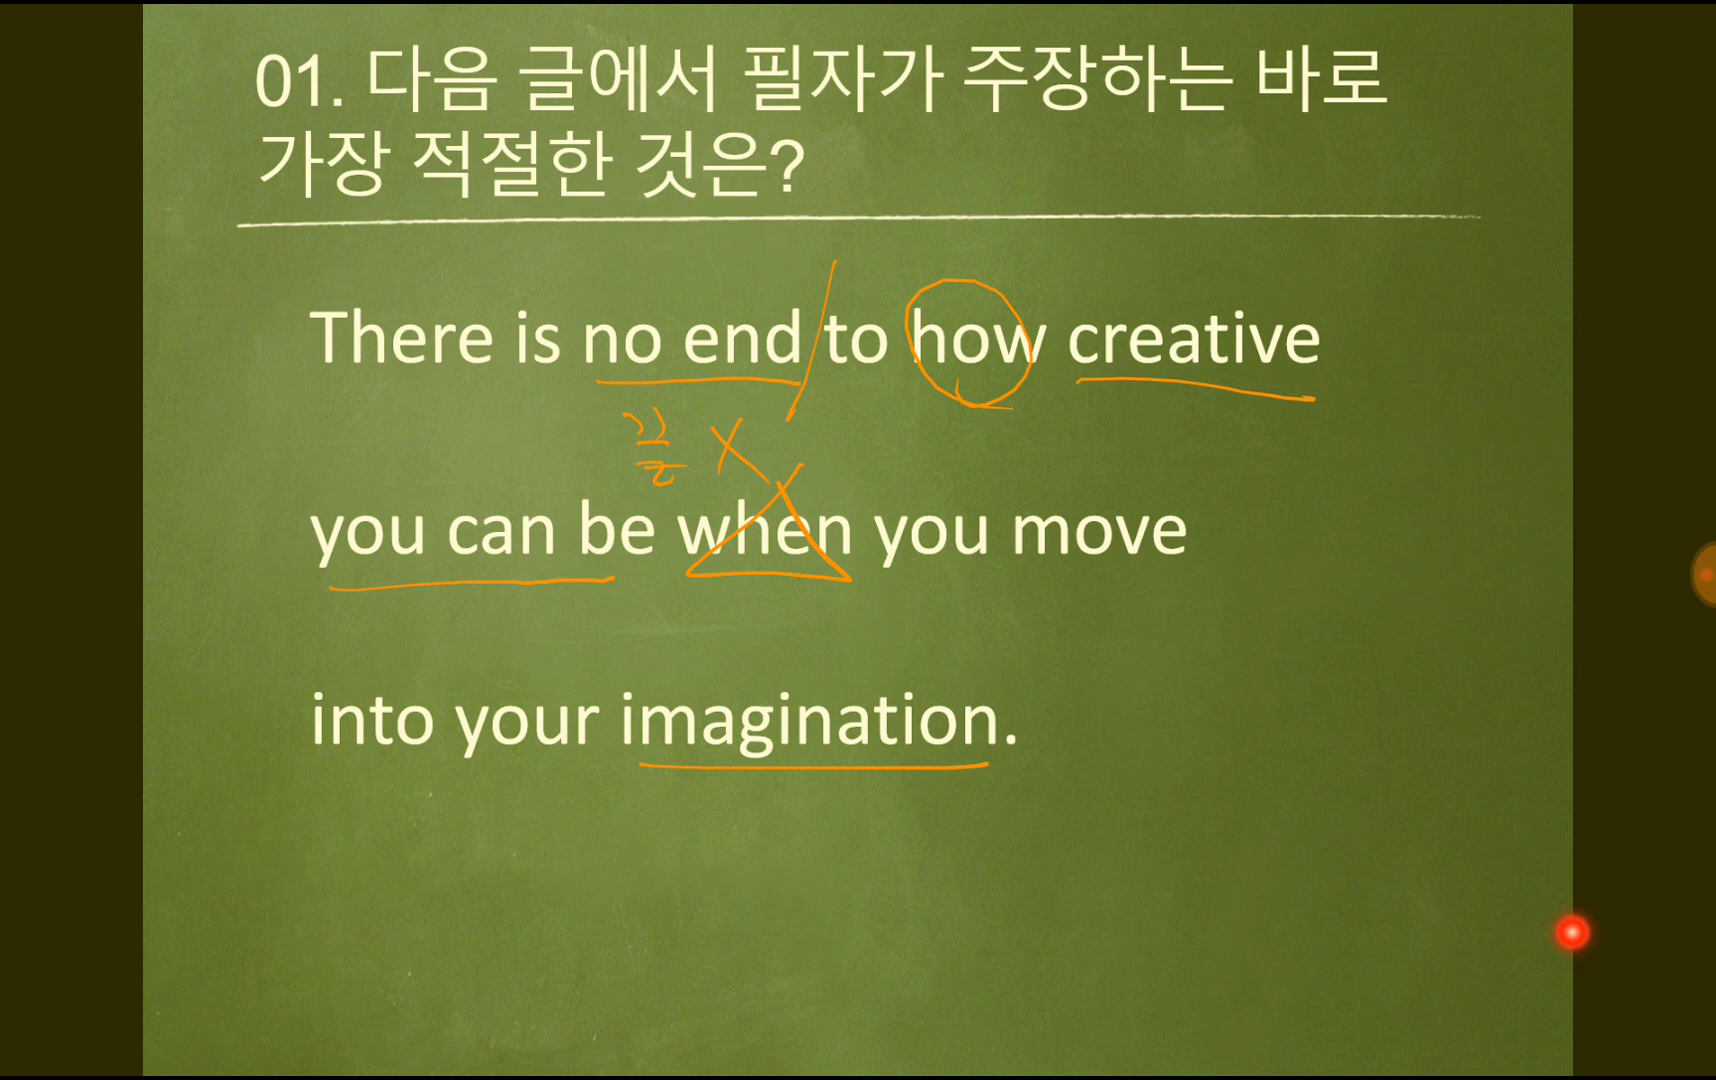 01. 다음 글에서 필자가 주장하는 바로
가장 적절한 것은?
There is no end to how creative
끝 X
you can be when you move
into your imagination.